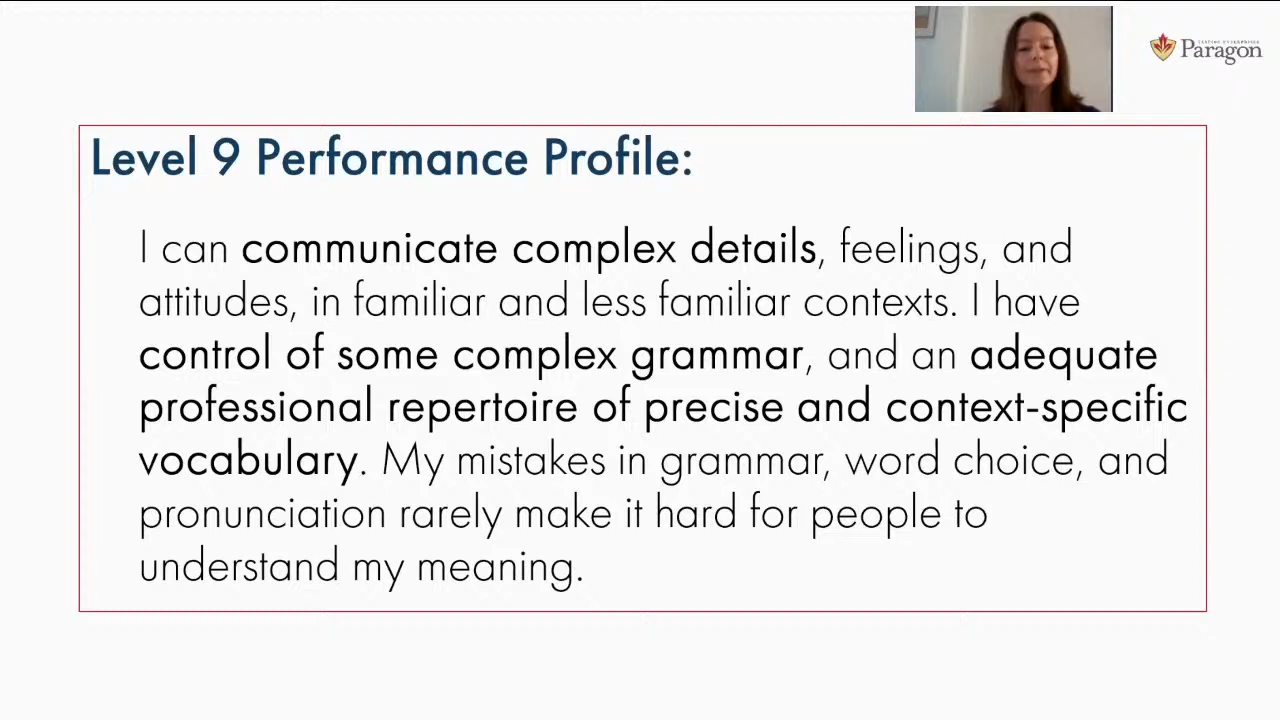 Paragon
Level 9 Performance Profile:
I can communicate complex details, feelings, and
attitudes, in familiar and less familiar contexts. I have
control of some complex grammar, and an adequate
professional repertoire of precise and context-specific
vocabulary. My mistakes in grammar, word choice, and
pronunciation rarely make it hard for people to
understand my meaning.